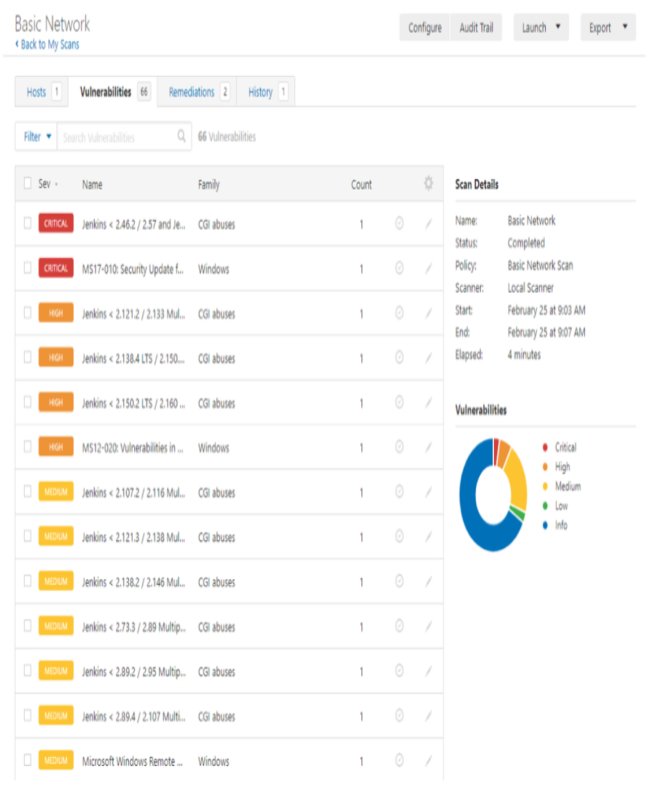 Basic Network
Back to My Scans
Configure Audit Trail Launch Export
Hosts 1 Vulnerabilities 66 Remediations 2 History 1
Filter Search Vulnerabilities 66 Vulnerabilities
Sev Name Family Count
CRITICAL Jenkins < 2.46.2 / 2.57 and Je... CGI abuses 1
CRITICAL MS17-010: Security Update f... Windows 1
HIGH Jenkins < 2.121.2 / 2.133 Mul... CGI abuses 1
HIGH Jenkins < 2.138.4 LTS / 2.150.... CGI abuses 1
HIGH Jenkins < 2.150.2 LTS / 2.160 ... CGI abuses 1
HIGH MS12-020: Vulnerabilities in ... Windows 1
MEDIUM Jenkins < 2.107.2 / 2.116 Mul... CGI abuses 1
MEDIUM Jenkins < 2.121.3 / 2.138 Mul... CGI abuses 1
MEDIUM Jenkins < 2.138.2 / 2.146 Mul... CGI abuses 1
MEDIUM Jenkins < 2.73.3 / 2.89 Multip... CGI abuses 1
MEDIUM Jenkins < 2.89.2 / 2.95 Multip... CGI abuses 1
MEDIUM Jenkins < 2.89.4 / 2.107 Multi... CGI abuses 1
MEDIUM Microsoft Windows Remote ... Windows 1
Scan Details
Name: Basic Network
Status: Completed
Policy: Basic Network Scan
Scanner: Local Scanner
Start: February 25 at 9:03 AM
End: February 25 at 9:07 AM
Elapsed: 4 minutes
Vulnerabilities
Critical
High
Medium
Low
Info